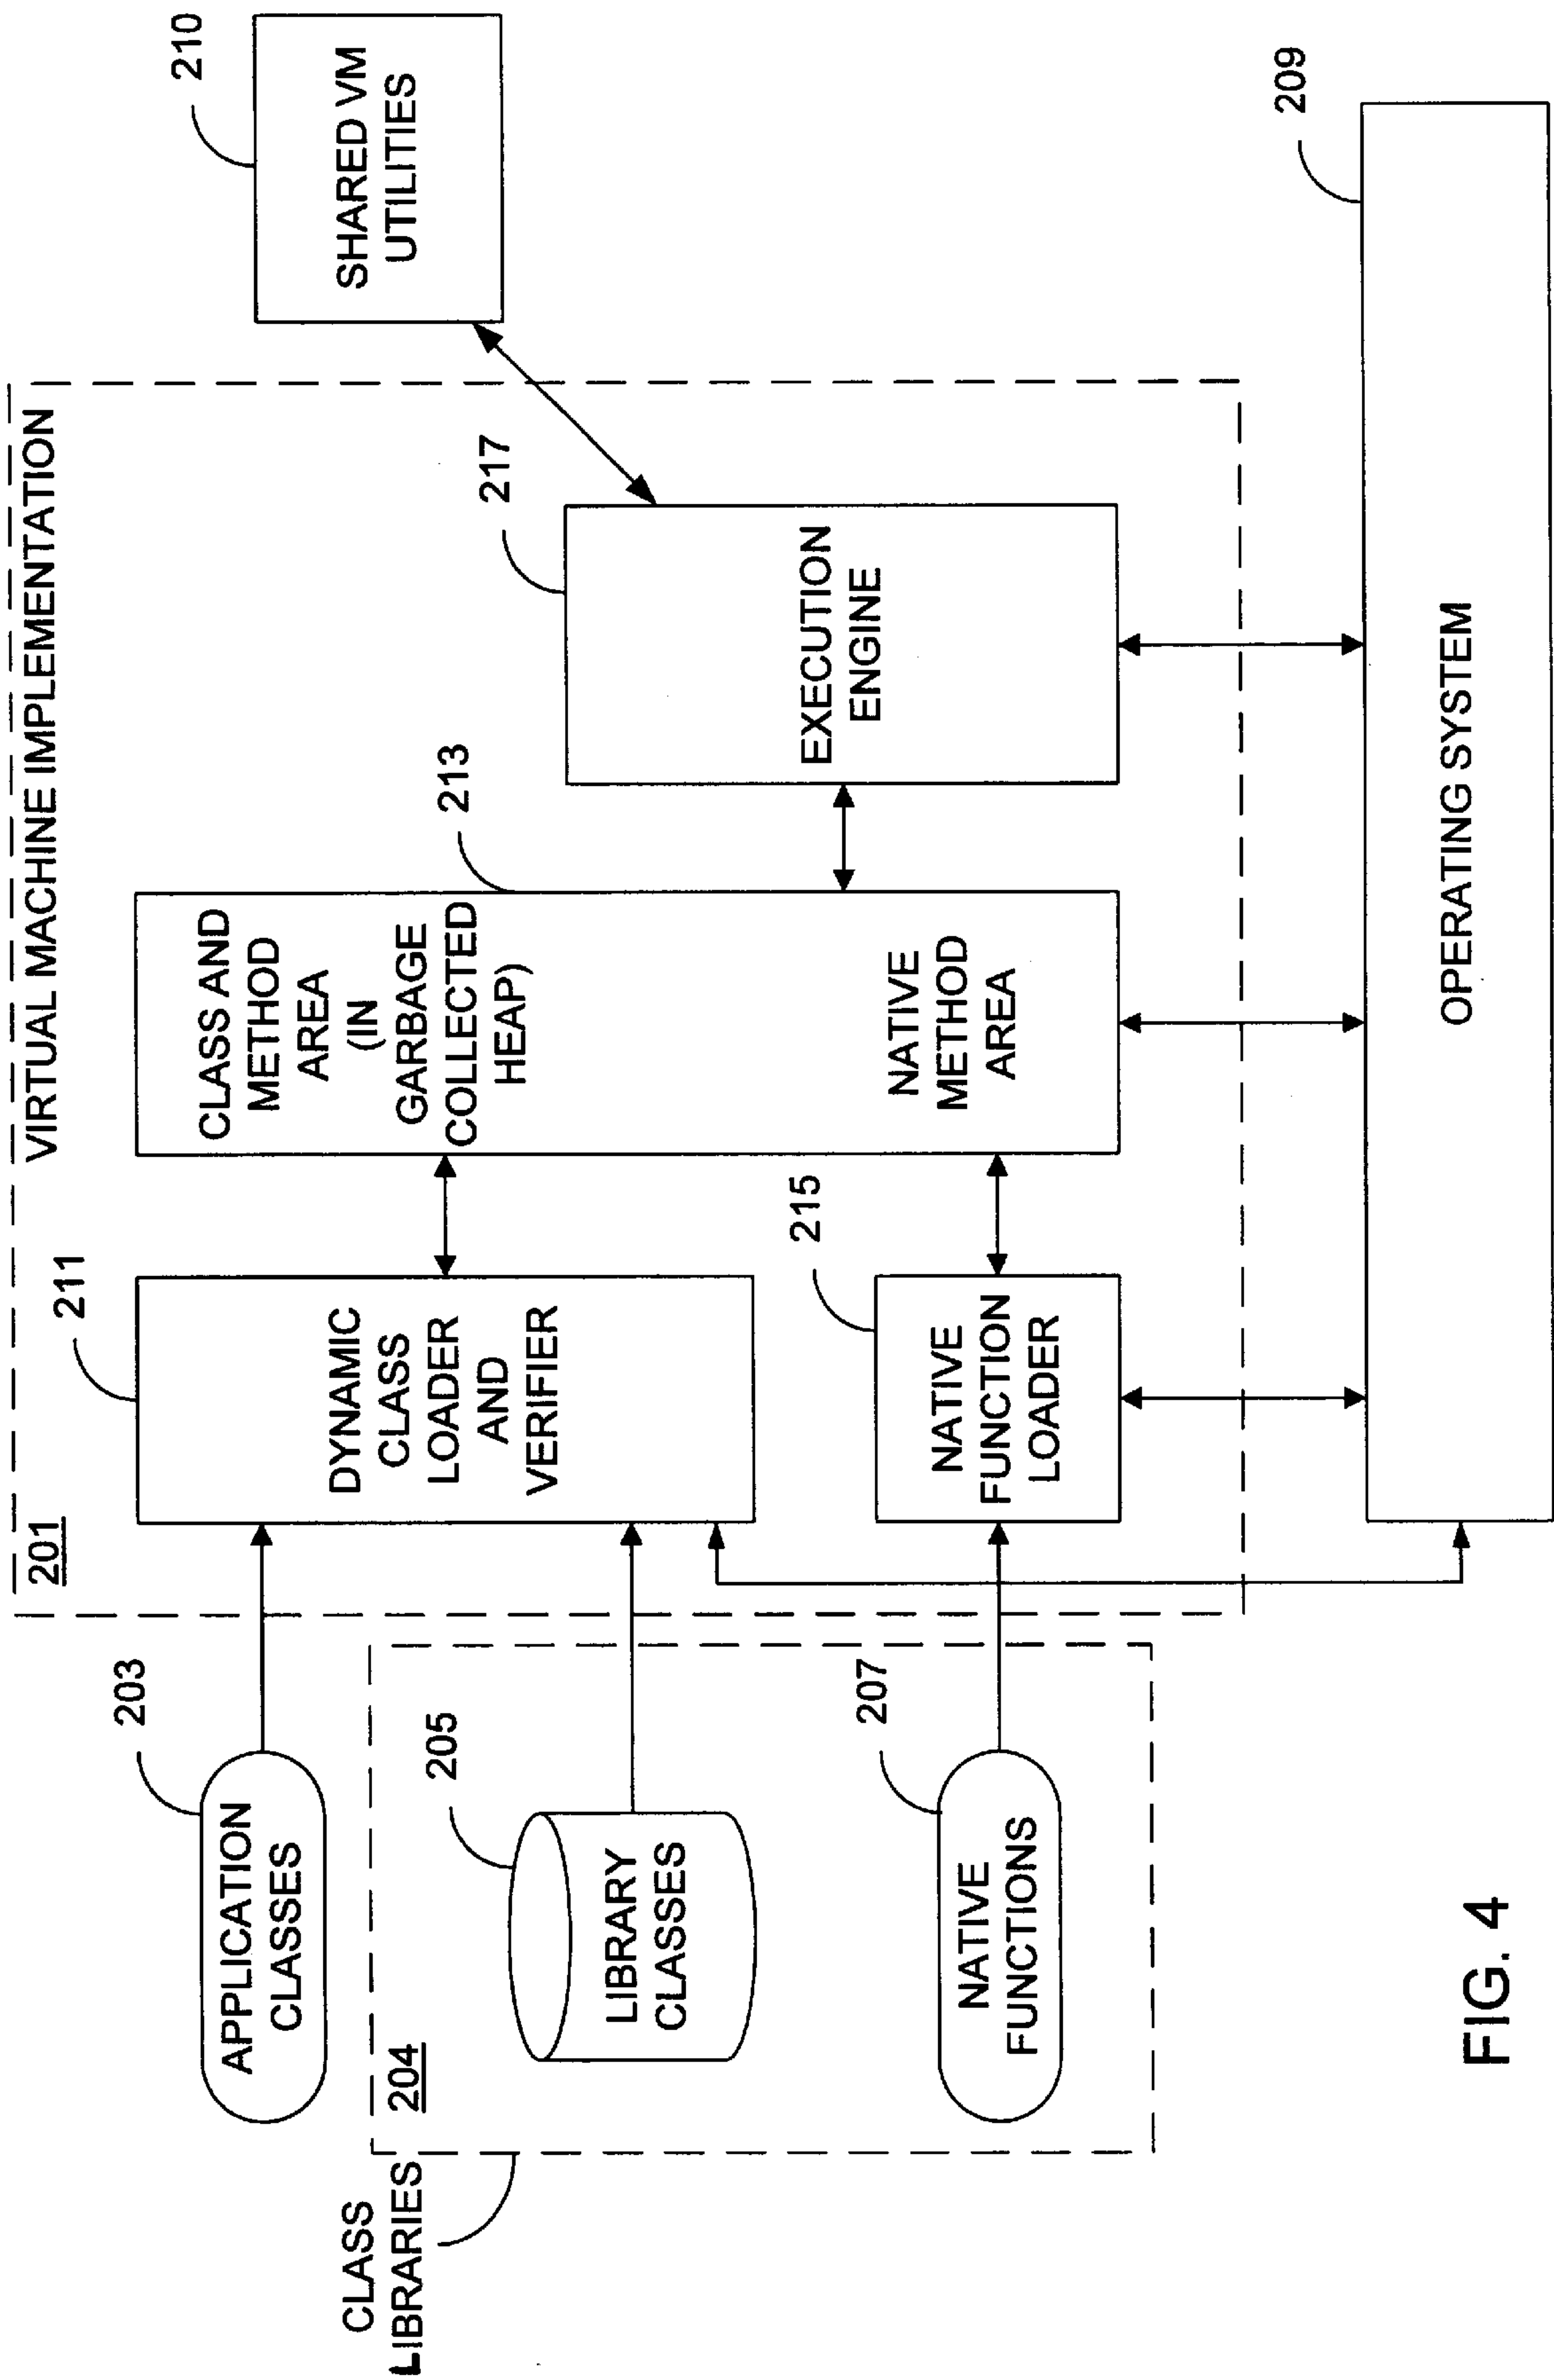 VIRTUAL MACHINE IMPLEMENTATION
201
203
APPLICATION
CLASSES
CLASS
LIBRARIES
204
205
LIBRARY
CLASSES
207
NATIVE
FUNCTIONS
211
DYNAMIC
CLASS
LOADER
AND
VERIFIER
215
NATIVE
FUNCTION
LOADER
213
CLASS AND
METHOD
AREA
(IN
GARBAGE
COLLECTED
HEAP)
NATIVE
METHOD
AREA
217
EXECUTION
ENGINE
210
SHARED VM
UTILITIES
209
OPERATING SYSTEM
FIG. 4